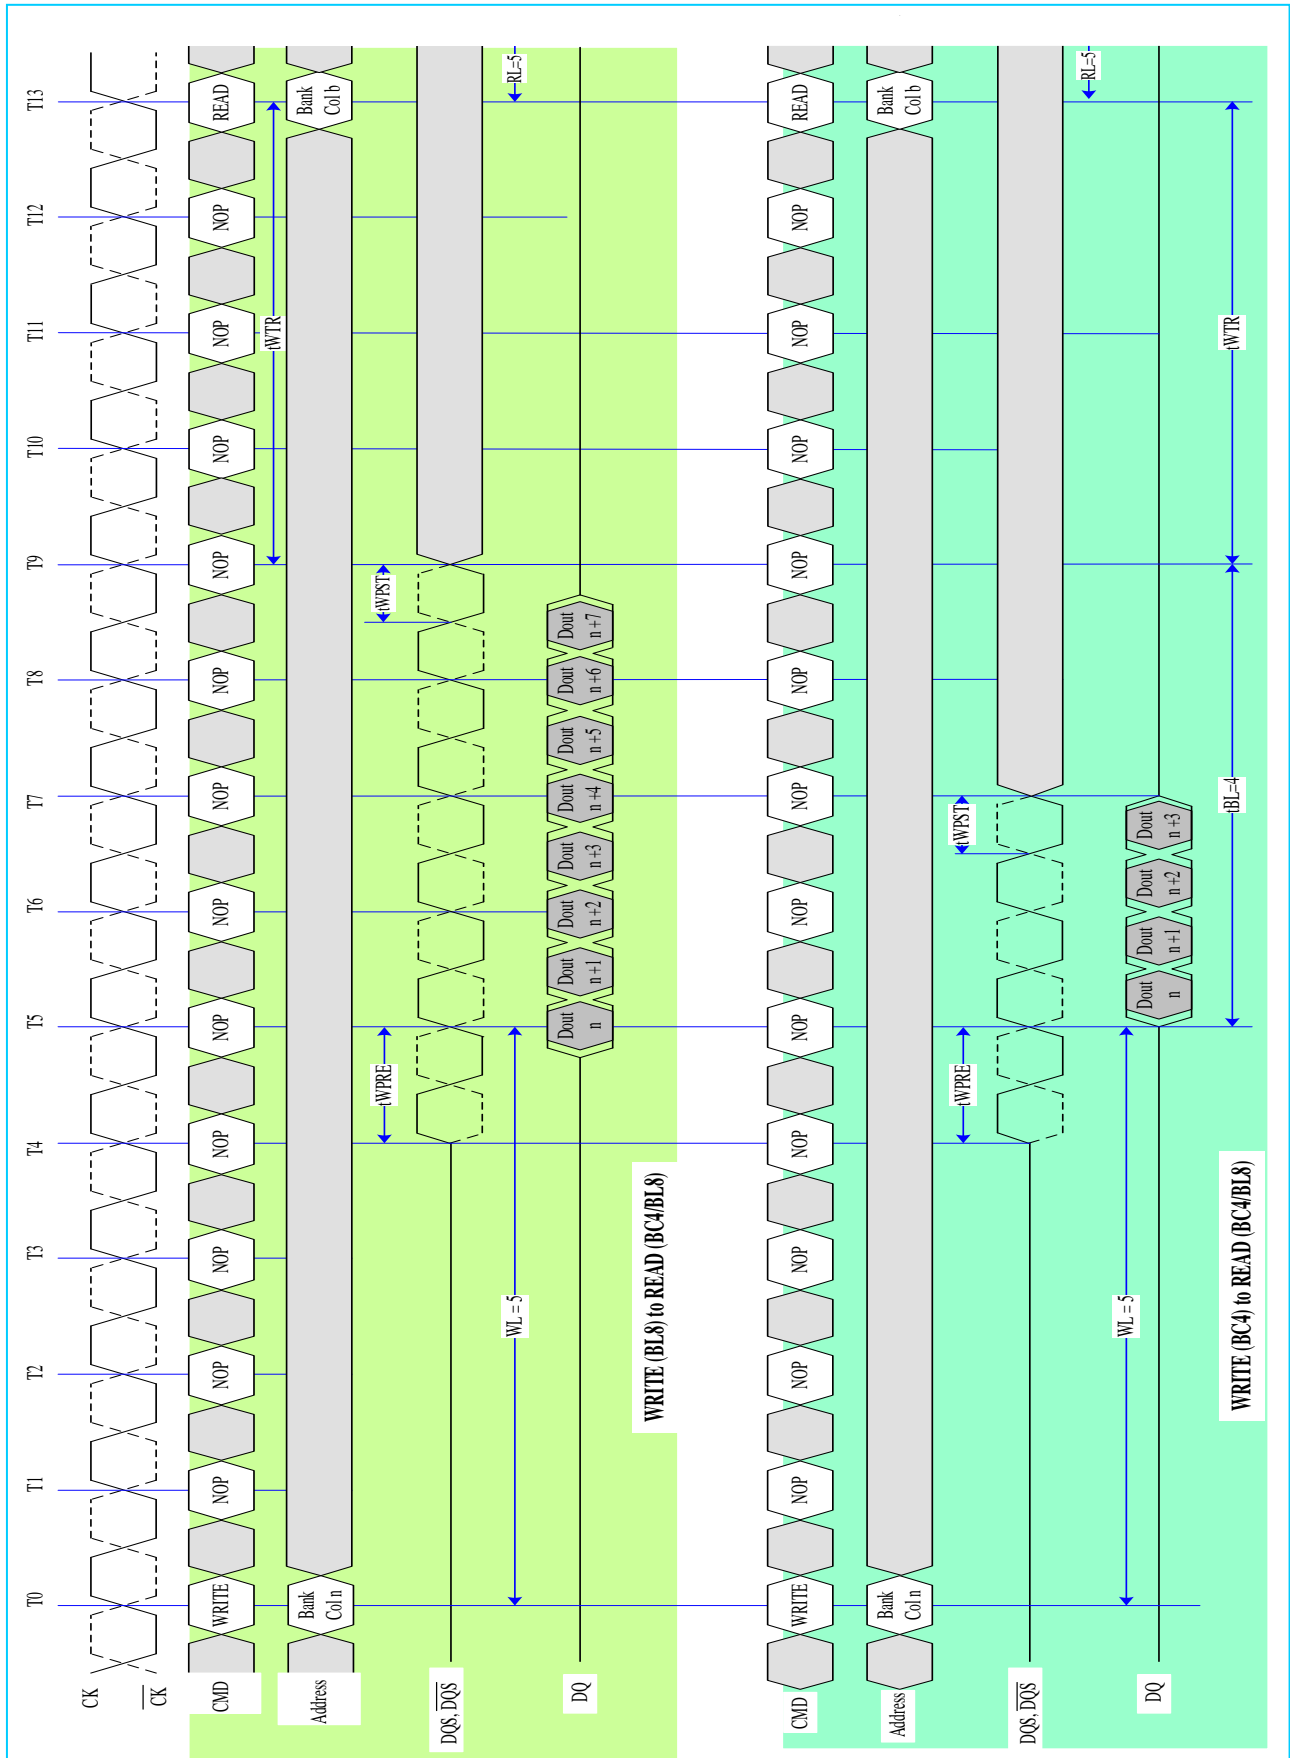 T0 T1 T2 T3 T4 T5 T6 T7 T8 T9 T10 T11 T12 T13
CK
CK
CMD WRITE NOP NOP NOP NOP NOP NOP NOP NOP NOP NOP NOP NOP READ
tWTR
Address
Bank
Col n
Bank
Col b
tWPRE tWPST
DQS, DQS
WL = 5 RL=5
DQ
Dout
n
Dout
n+1
Dout
n+2
Dout
n+3
Dout
n+4
Dout
n+5
Dout
n+6
Dout
n+7
WRITE (BL8) to READ (BC4/BL8)
CMD WRITE NOP NOP NOP NOP NOP NOP NOP NOP NOP NOP NOP NOP READ
Address
Bank
Col n
Bank
Col b
tWPRE tWPST
DQS, DQS
WL = 5 RL=5
DQ
Dout
n
Dout
n+1
Dout
n+2
Dout
n+3
tBL=4 tWTR
WRITE (BC4) to READ (BC4/BL8)